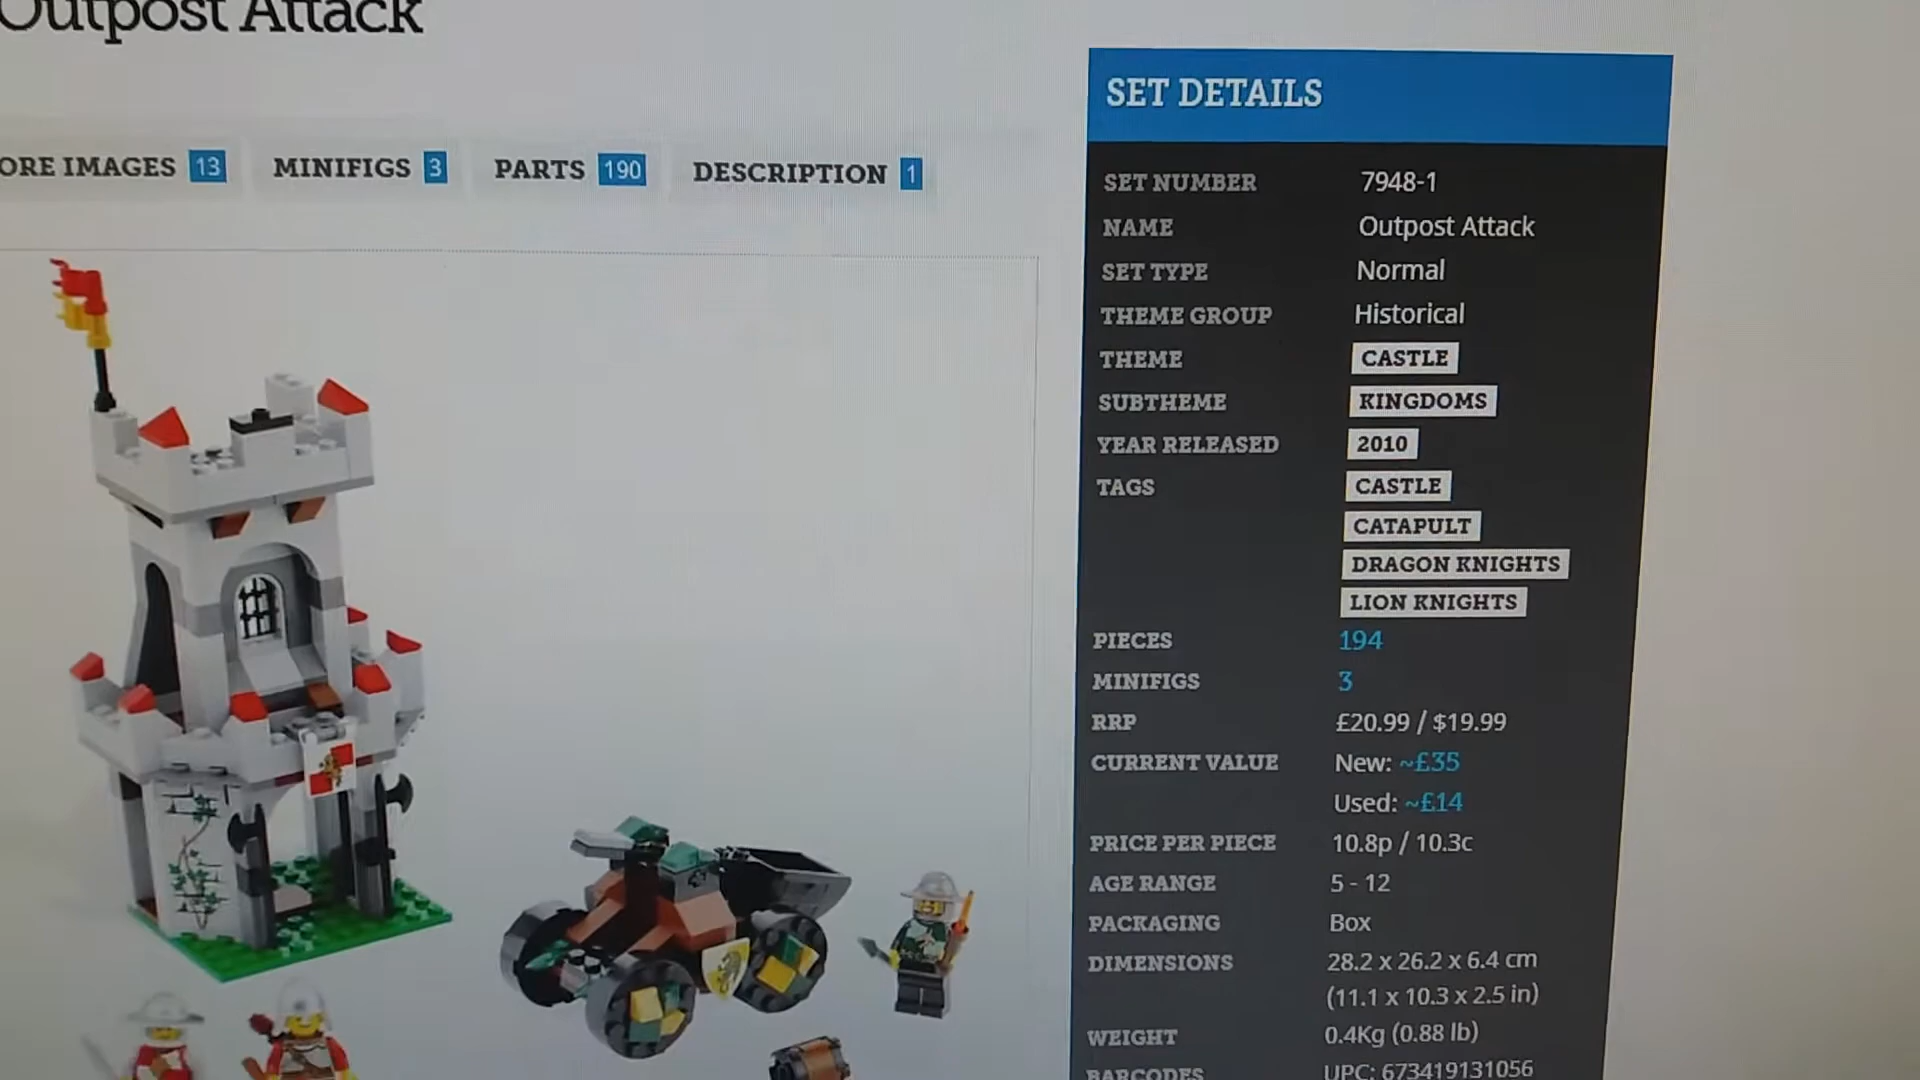 Outpost Attack
ORE IMAGES 13 MINIFIGS 3 PARTS 190 DESCRIPTION 1
SET DETAILS
SET NUMBER 7948-1
NAME Outpost Attack
SET TYPE Normal
THEME GROUP Historical
THEME CASTLE
SUBTHEME KINGDOMS
YEAR RELEASED 2010
TAGS CASTLE
CATAPULT
DRAGON KNIGHTS
LION KNIGHTS
PIECES 194
MINIFIGS 3
RRP £20.99 / $19.99
CURRENT VALUE New: ~£35
Used: ~£14
PRICE PER PIECE 10.8p / 10.3c
AGE RANGE 5 - 12
PACKAGING Box
DIMENSIONS 28.2 x 26.2 x 6.4 cm
(11.1 x 10.3 x 2.5 in)
WEIGHT 0.4Kg (0.88 lb)
BARCODES UPC: 673419131056